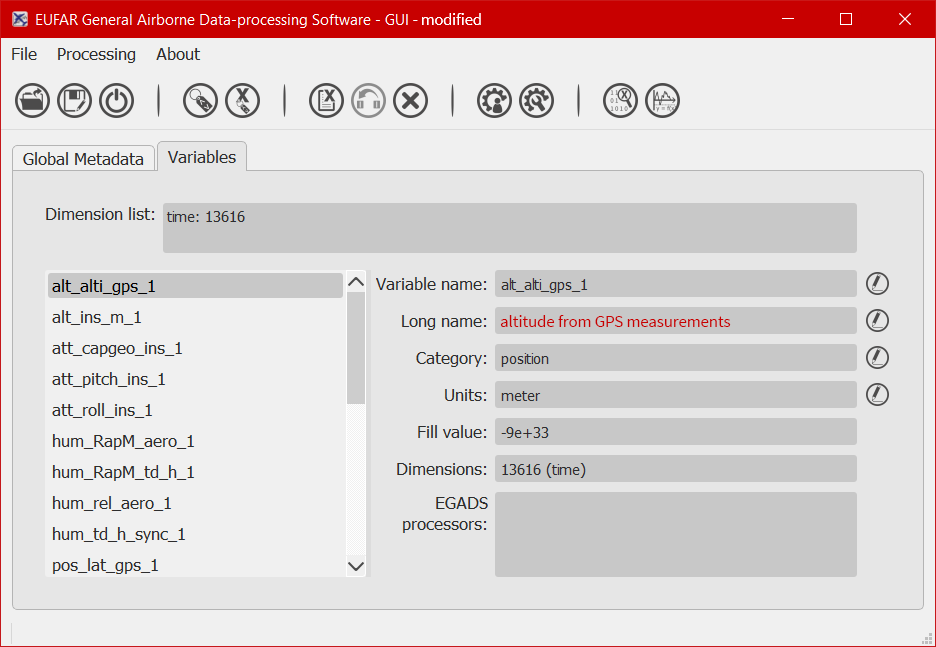 EUFAR General Airborne Data-processing Software - GUI - modified
File Processing About
Global Metadata Variables
Dimension list: time: 13616
alt_alti_gps_1
alt_ins_m_1
att_capgeo_ins_1
att_pitch_ins_1
att_roll_ins_1
hum_RapM_aero_1
hum_RapM_td_h_1
hum_rel_aero_1
hum_td_h_sync_1
pos_lat_gps_1
Variable name: alt_alti_gps_1
Long name: altitude from GPS measurements
Category: position
Units: meter
Fill value: -9e+33
Dimensions: 13616 (time)
EGADS
processors: